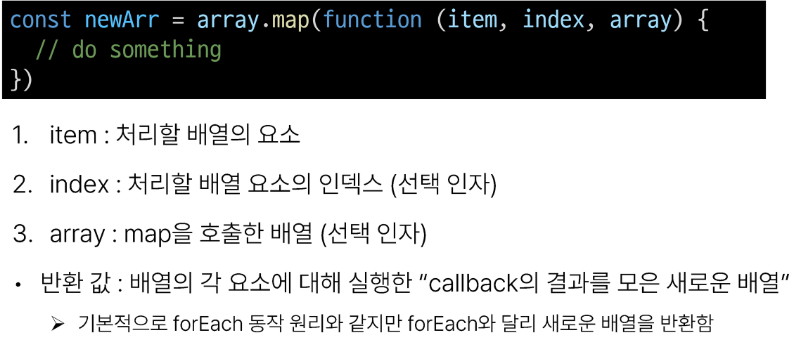 const newArr = array.map(function (item, index, array) {
  // do something
})
1. item : 처리할 배열의 요소
2. index : 처리할 배열 요소의 인덱스 (선택 인자)
3. array : map을 호출한 배열 (선택 인자)
• 반환 값 : 배열의 각 요소에 대해 실행한 “callback의 결과를 모은 새로운 배열”
➢ 기본적으로 forEach 동작 원리와 같지만 forEach와 달리 새로운 배열을 반환함